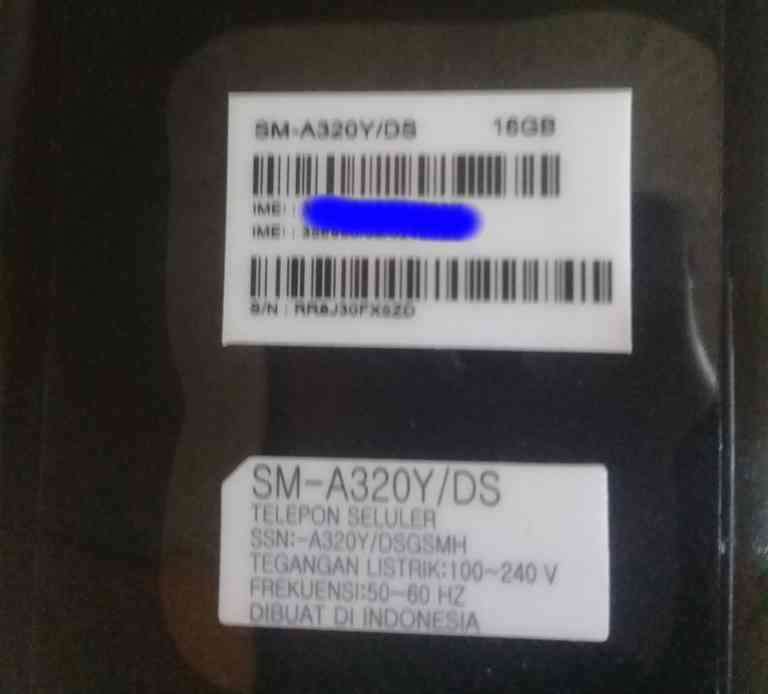 SM-A320Y/DS 16GB
IMEI :
IMEI :
S/N :
SM-A320Y/DS
TELEPON SELULER
SSN:-A320Y/DSGSMH
TEGANGAN LISTRIK:100~240 V
FREKUENSI:50~60 HZ
DIBUAT DI INDONESIA